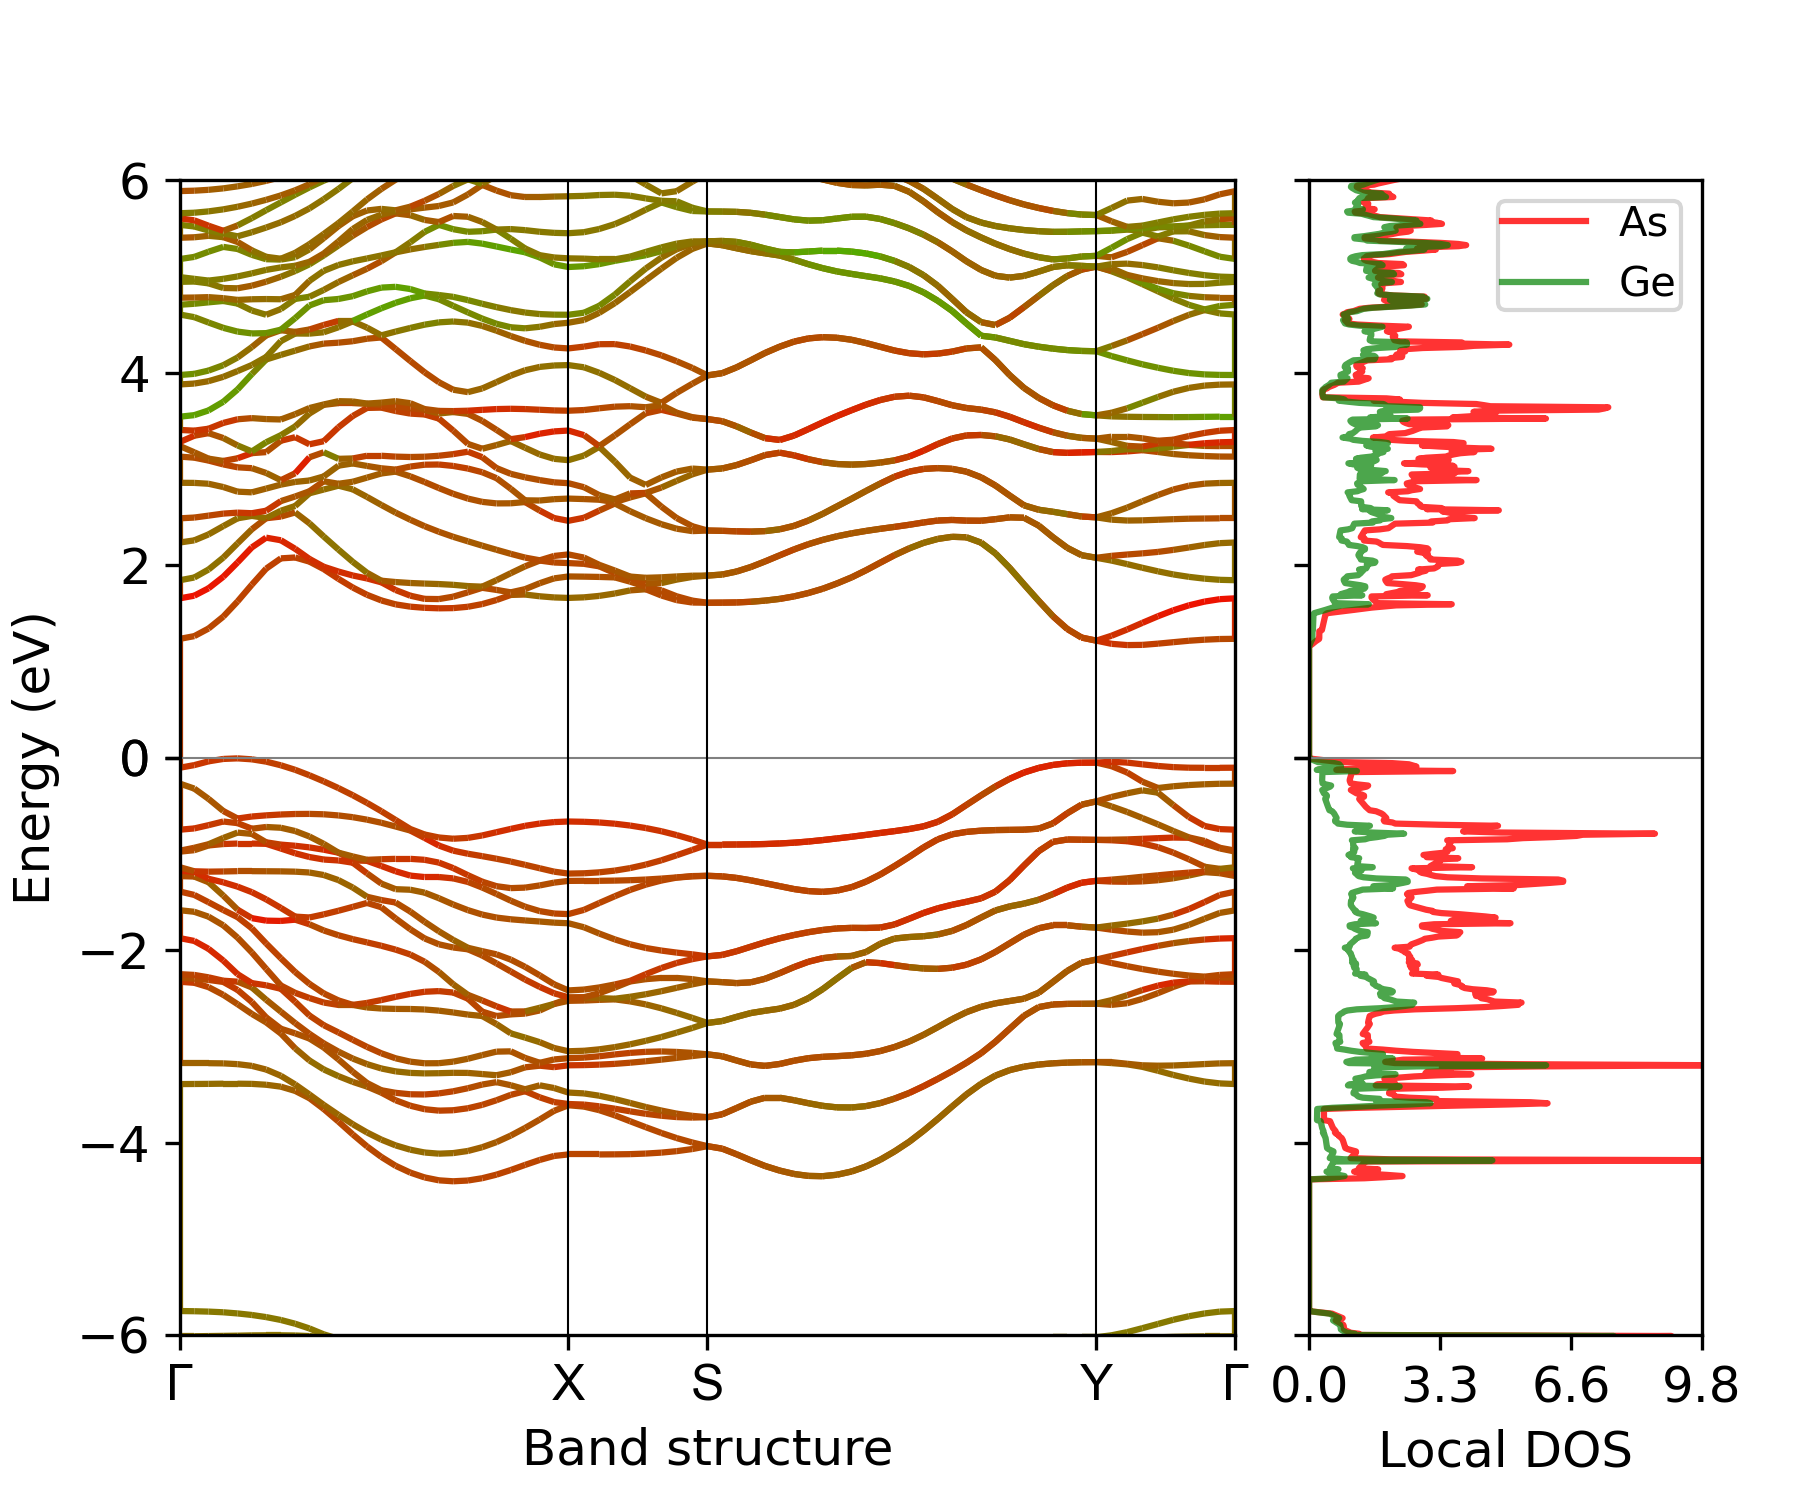 6
4
2
0
−2
−4
−6
Energy (eV)
Γ X S Y Γ
Band structure
As
Ge
0.0 3.3 6.6 9.8
Local DOS